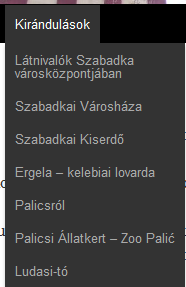 Kirándulások
Látnivalók Szabadka
városközpontjában
Szabadkai Városháza
Szabadkai Kiserdő
Ergela – kelebiai lovarda
Palicsról
Palicsi Állatkert – Zoo Palić
Ludasi-tó